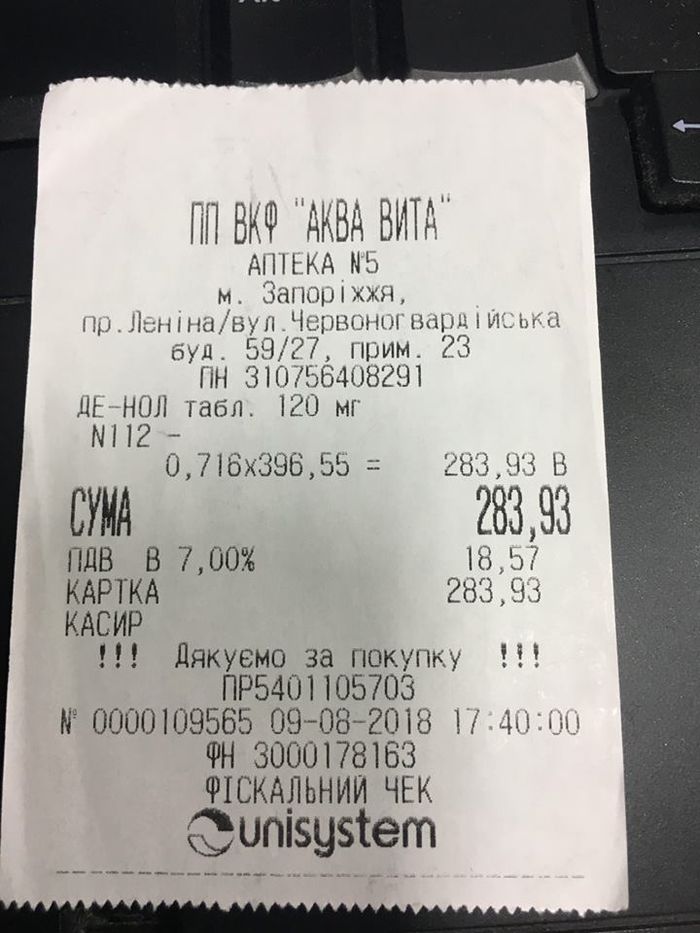 ПП ВКФ "АКВА ВИТА"
АПТЕКА №5
м. Запоріжжя,
пр.Леніна/вул.Червоногвардійська
буд. 59/27, прим. 23
ПН 310756408291
ДЕ-НОЛ табл. 120 мг
N112 -
0,716x396,55 = 283,93 В
СУМА 283,93
ПДВ В 7,00% 18,57
КАРТКА 283,93
КАСИР
!!! Дякуємо за покупку !!!
ПР5401105703
№ 0000109565 09-08-2018 17:40:00
ФН 3000178163
ФІСКАЛЬНИЙ ЧЕК
unisystem